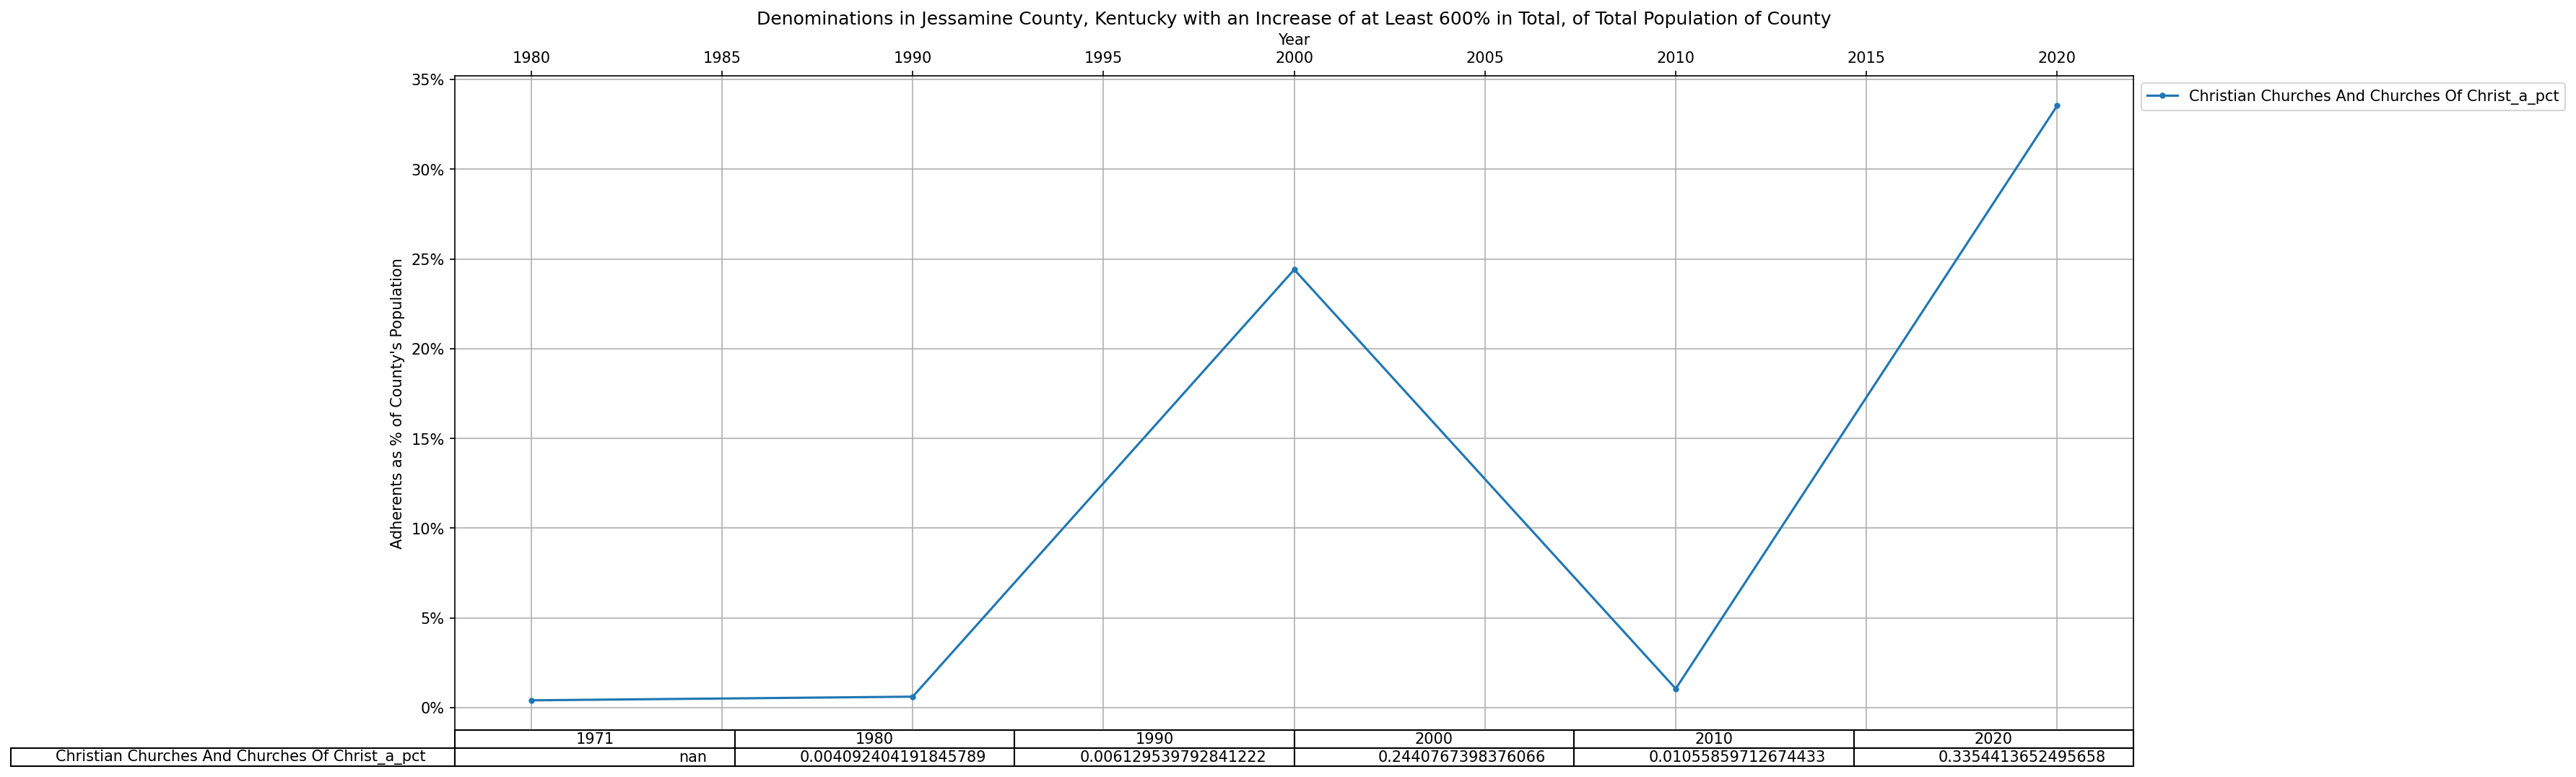 Denominations in Jessamine County, Kentucky with an Increase of at Least 600% in Total, of Total Population of County
Year
1980 1985 1990 1995 2000 2005 2010 2015 2020
Christian Churches And Churches Of Christ_a_pct
Adherents as % of County's Population
35%
30%
25%
20%
15%
10%
5%
0%
1971 1980 1990 2000 2010 2020
Christian Churches And Churches Of Christ_a_pct nan 0.004092404191845789 0.006129539792841222 0.2440767398376066 0.01055859712674433 0.3354413652495658